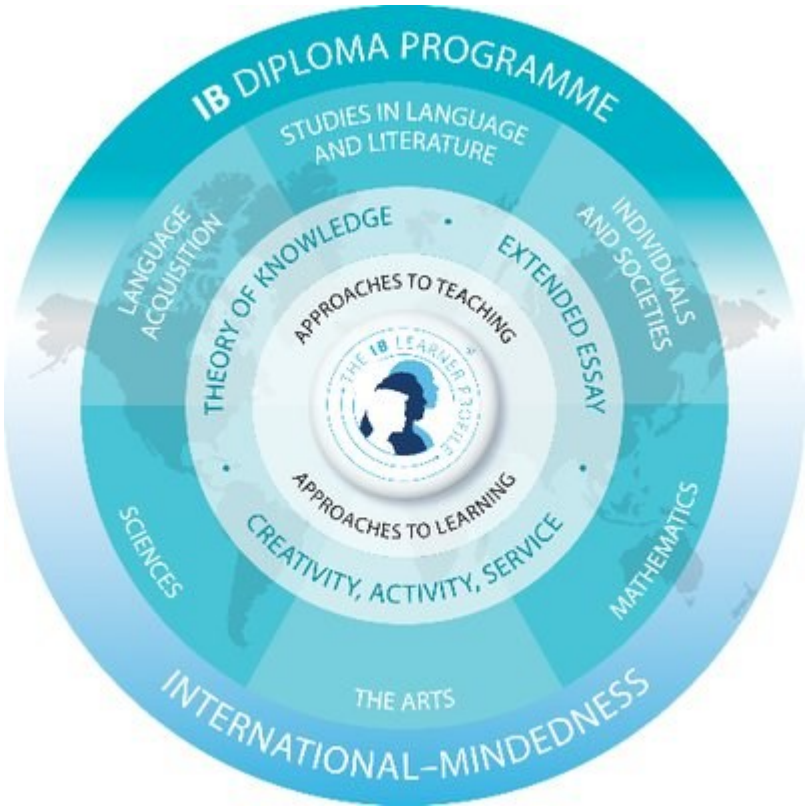 IB DIPLOMA PROGRAMME
STUDIES IN LANGUAGE
AND LITERATURE
LANGUAGE
ACQUISITION
INDIVIDUALS
AND SOCIETIES
THEORY OF KNOWLEDGE
EXTENDED ESSAY
APPROACHES TO TEACHING
THE IB LEARNER PROFILE
APPROACHES TO LEARNING
CREATIVITY, ACTIVITY, SERVICE
SCIENCES
MATHEMATICS
THE ARTS
INTERNATIONAL–MINDEDNESS